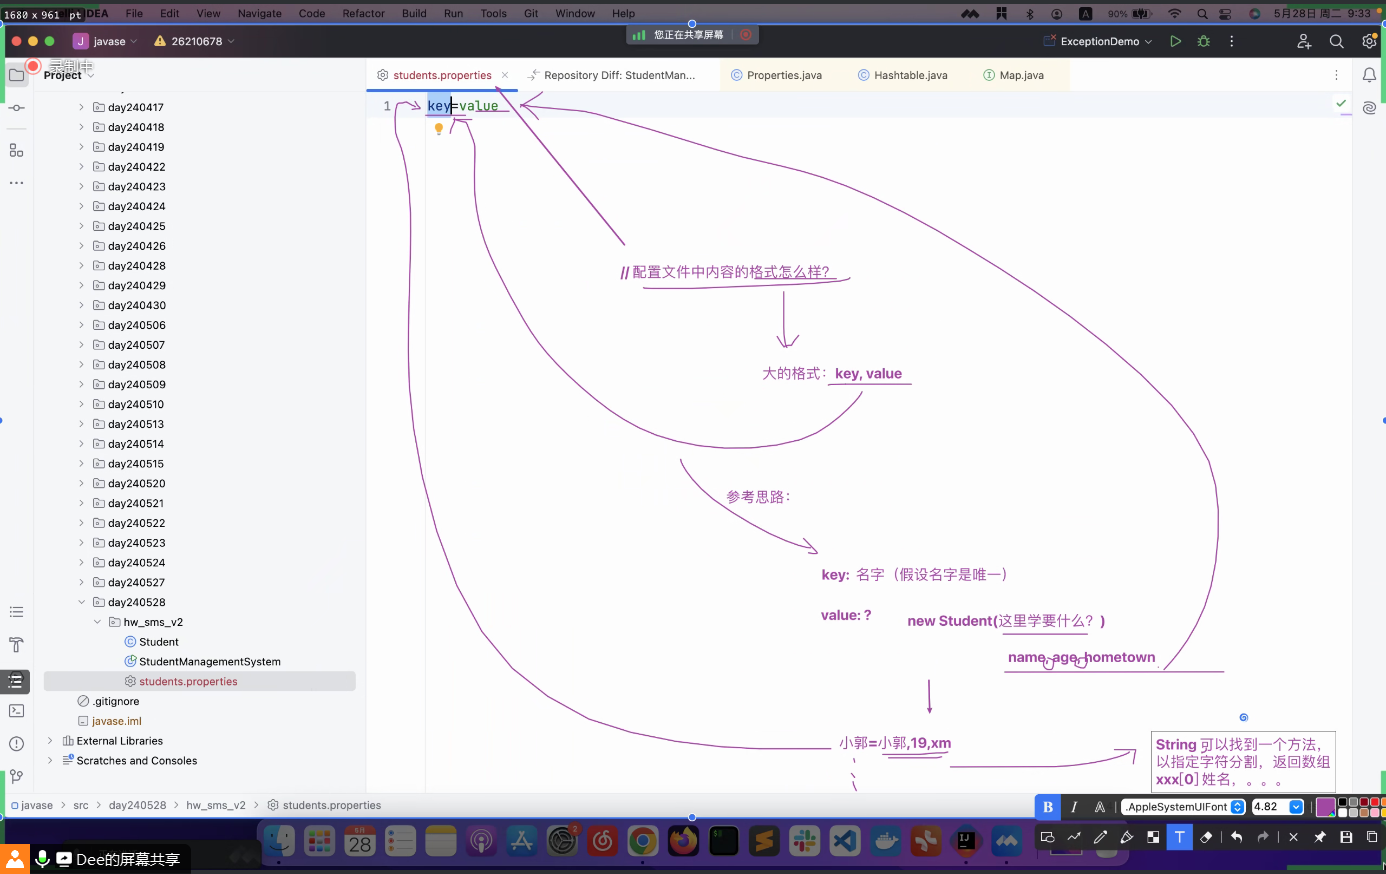 1680 x 961 pt
IDEA File Edit View Navigate Code Refactor Build Run Tools Git Window Help
A 90% 5月28日 周二 9:33
J javase 26210678
您正在共享屏幕
ExceptionDemo
录制中
Project
students.properties
Repository Diff: StudentMan...
Properties.java
Hashtable.java
Map.java
1 key=value
day240417
day240418
day240419
day240422
day240423
day240424
day240425
day240426
day240428
day240429
day240430
day240506
day240507
day240508
day240509
day240510
day240513
day240514
day240515
day240520
day240521
day240522
day240523
day240524
day240527
day240528
hw_sms_v2
Student
StudentManagementSystem
students.properties
.gitignore
javase.iml
External Libraries
Scratches and Consoles
// 配置文件中内容的格式怎么样?
大的格式: key, value
参考思路:
key: 名字（假设名字是唯一）
value: ?
new Student(这里学要什么? )
name, age, hometown
小郭=小郭,19,xm
String 可以找到一个方法，
以指定字符分割，返回数组
xxx[0] 姓名，。。。
javase > src > day240528 > hw_sms_v2 > students.properties
B I A .AppleSystemUIFont 4.82
T
5月
28
2
Dee的屏幕共享